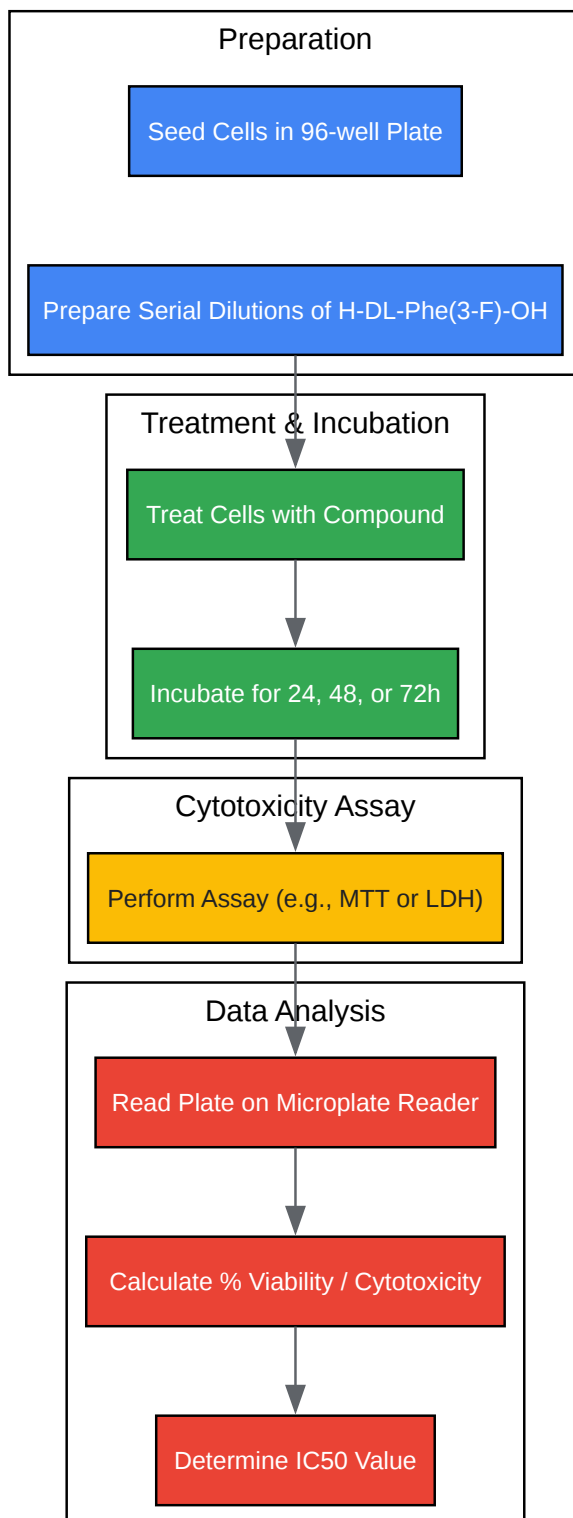 Preparation
Seed Cells in 96-well Plate
Prepare Serial Dilutions of H-DL-Phe(3-F)-OH
Treatment & Incubation
Treat Cells with Compound
Incubate for 24, 48, or 72h
Cytotoxicity Assay
Perform Assay (e.g., MTT or LDH)
Data Analysis
Read Plate on Microplate Reader
Calculate % Viability / Cytotoxicity
Determine IC50 Value